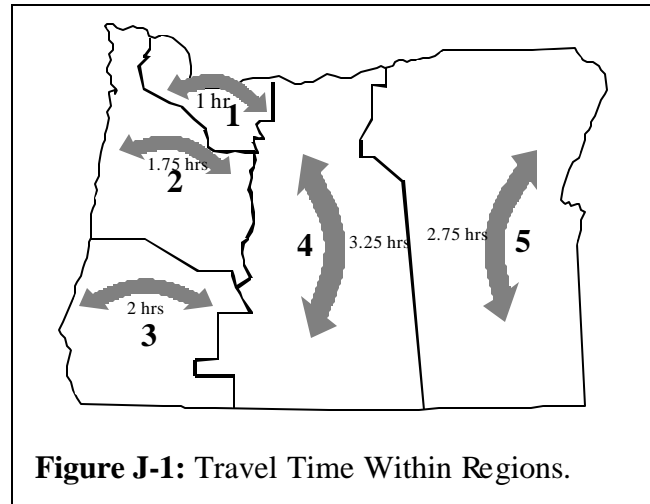 1 hr
1
1.75 hrs
2
4
3.25 hrs
2.75 hrs
5
2 hrs
3
Figure J-1: Travel Time Within Regions.